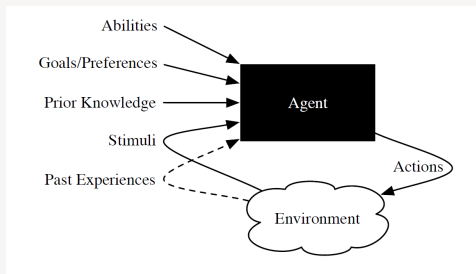 Abilities
Goals/Preferences
Prior Knowledge
Agent
Stimuli
Past Experiences
Actions
Environment